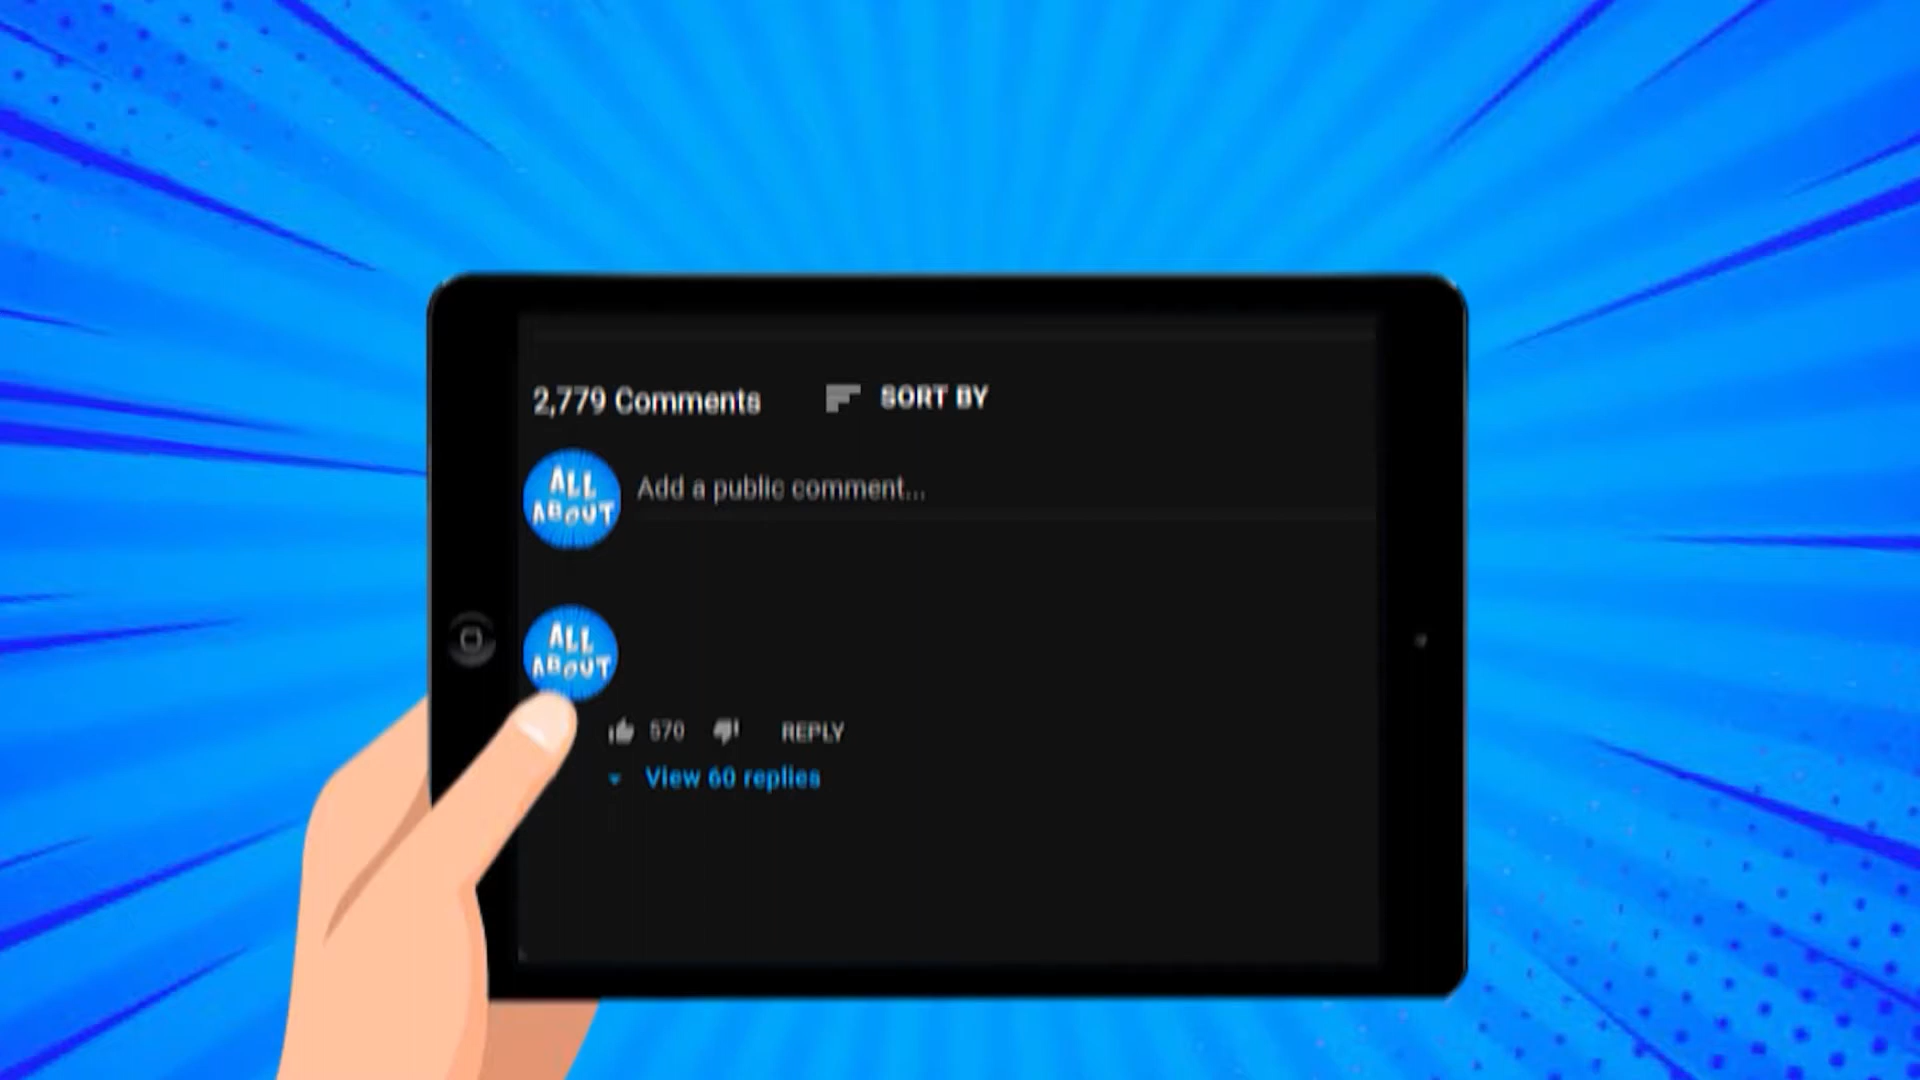 2,779 Comments SORT BY
ALL
ABOUT
Add a public comment...
ALL
ABOUT
570 REPLY
View 60 replies